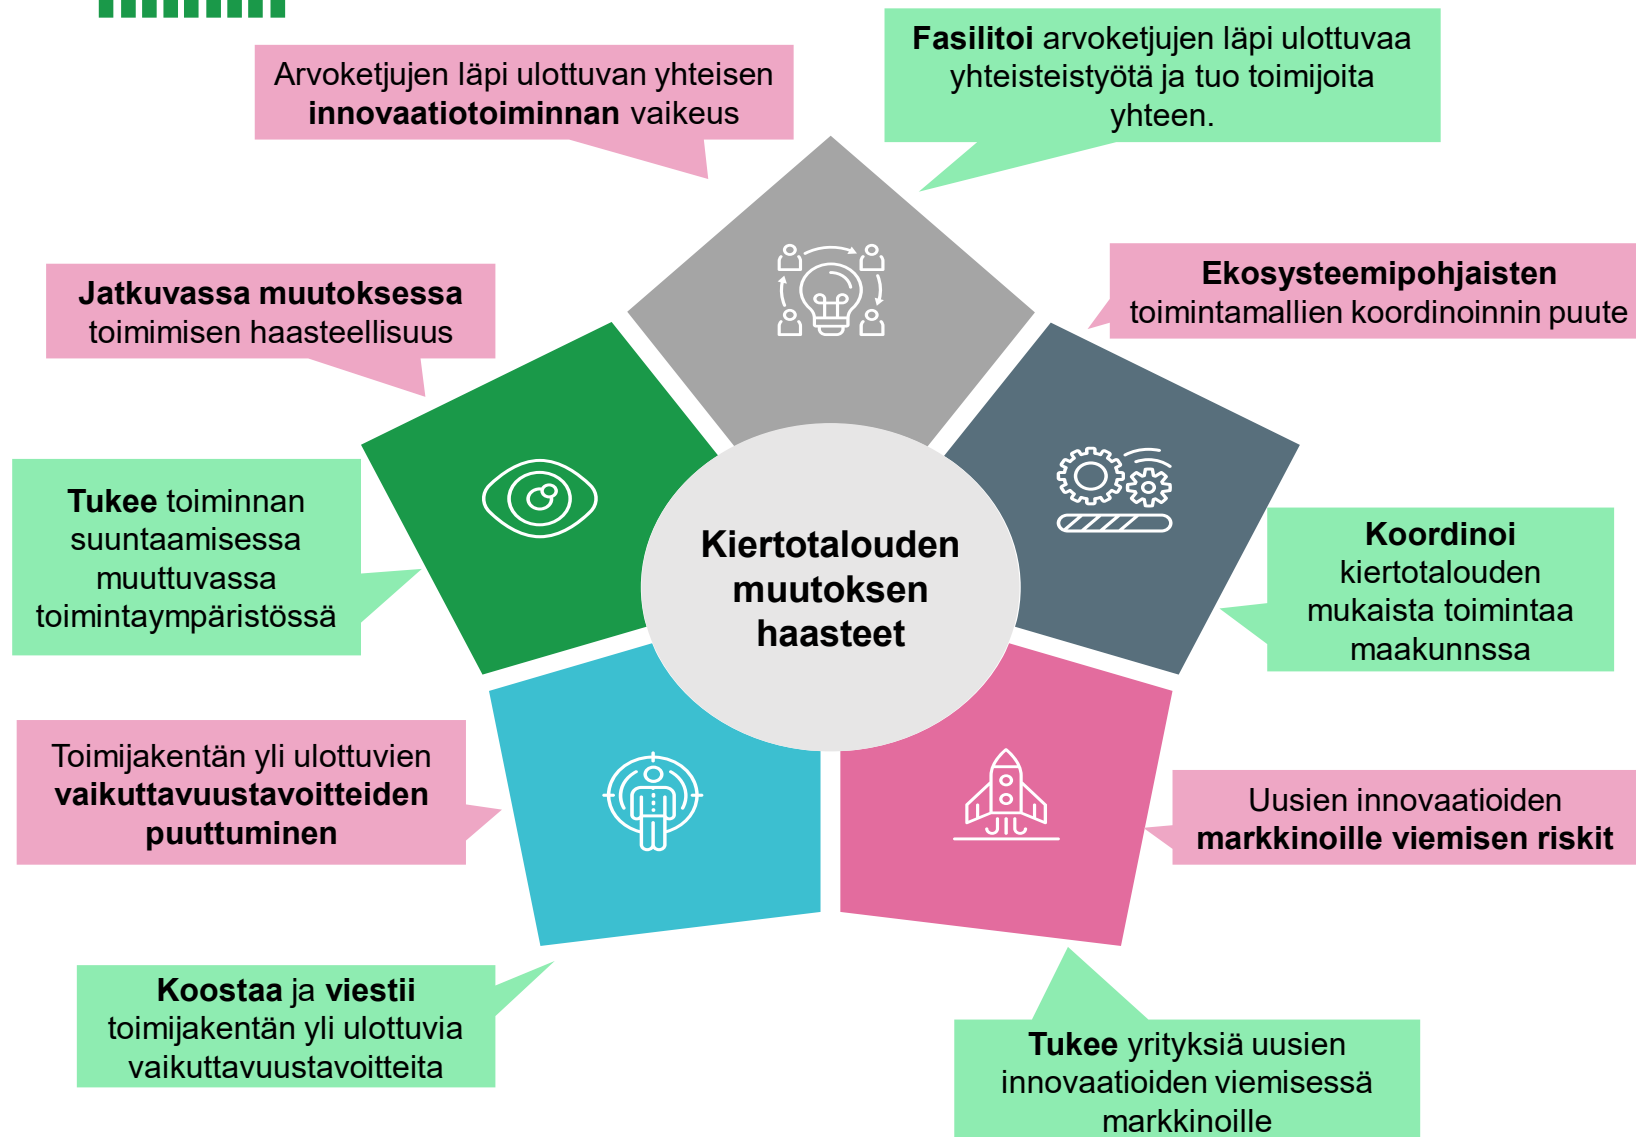 Arvoketjujen läpi ulottuvan yhteisen
innovaatiotoiminnan vaikeus
Fasilitoi arvoketjujen läpi ulottuvaa
yhteisteistyötä ja tuo toimijoita
yhteen.
Jatkuvassa muutoksessa
toimimisen haasteellisuus
Ekosysteemipohjaisten
toimintamallien koordinoinnin puute
Tukee toiminnan
suuntaamisessa
muuttuvassa
toimintaympäristössä
Kiertotalouden
muutoksen
haasteet
Koordinoi
kiertotalouden
mukaista toimintaa
maakunnssa
Toimijakentän yli ulottuvien
vaikuttavuustavoitteiden
puuttuminen
Uusien innovaatioiden
markkinoille viemisen riskit
Koostaa ja viestii
toimijakentän yli ulottuvia
vaikuttavuustavoitteita
Tukee yrityksiä uusien
innovaatioiden viemisessä
markkinoille